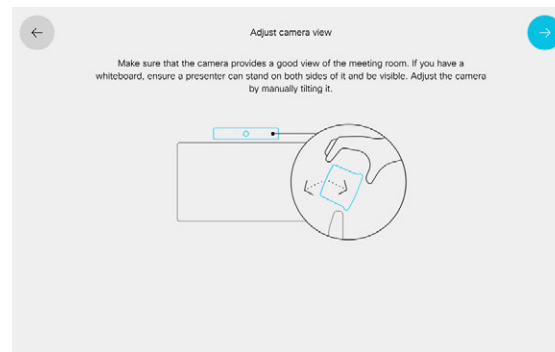 Adjust camera view
Make sure that the camera provides a good view of the meeting room. If you have a
whiteboard, ensure a presenter can stand on both sides of it and be visible. Adjust the camera
by manually tilting it.